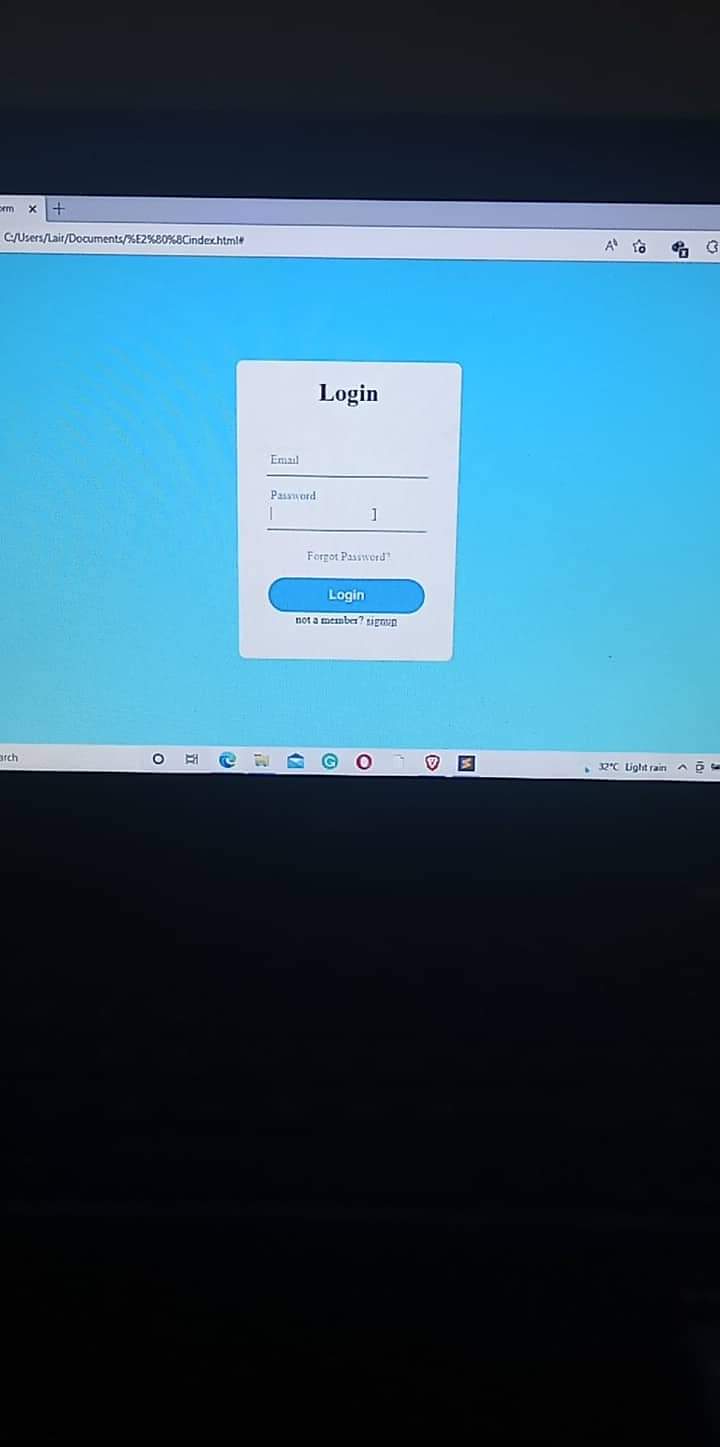 orm
C:/Users/Lair/Documents/%E2%80%8Cindex.html#
Login
Email
Password
Forgot Password?
Login
not a member? signup
arch
32°C Light rain